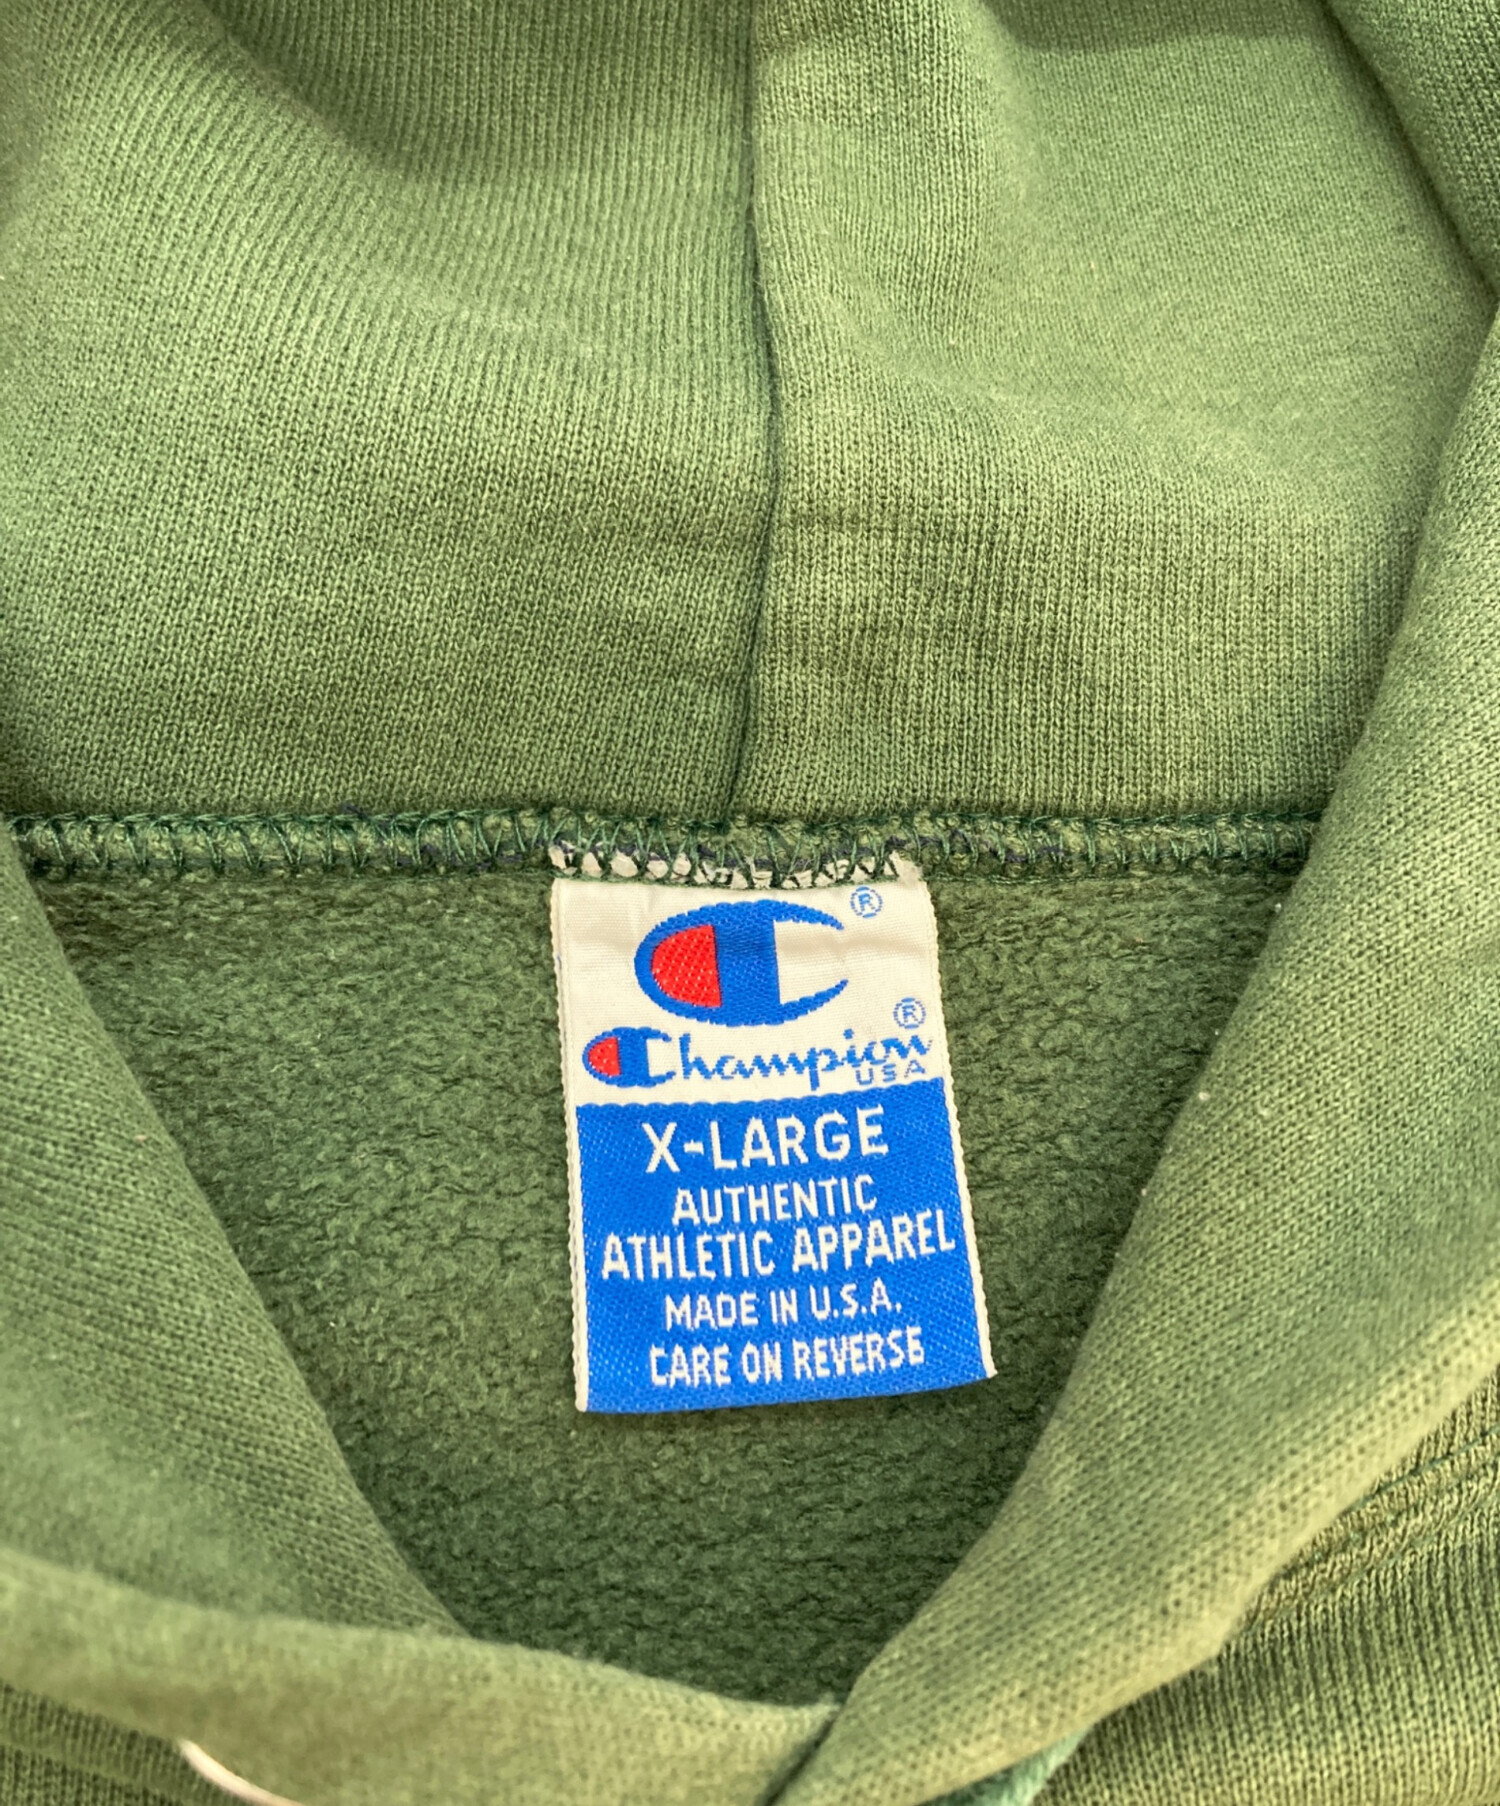 ®
Champion ®
USA
X-LARGE
AUTHENTIC
ATHLETIC APPAREL
MADE IN U.S.A.
CARE ON REVERSE